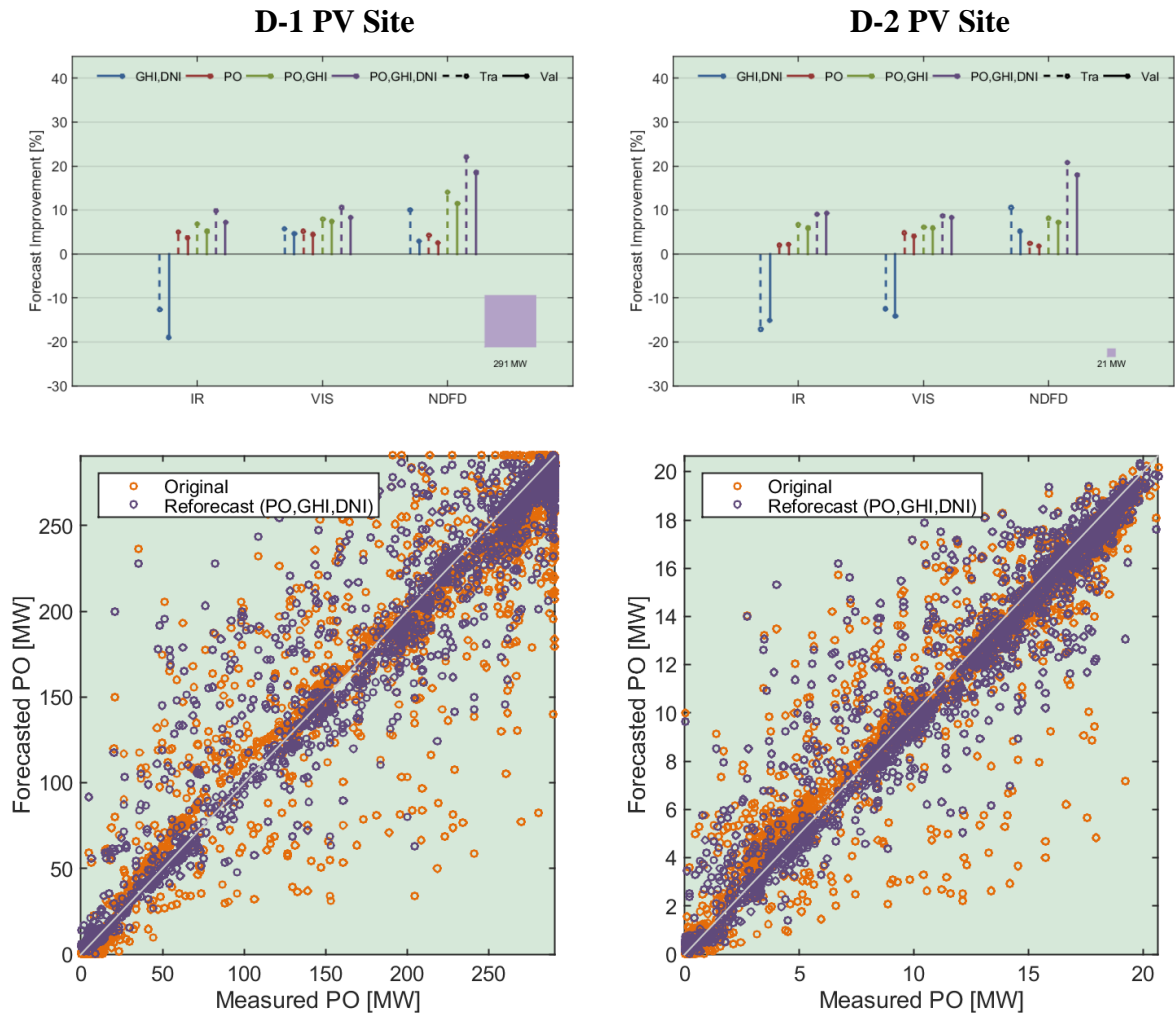 D-1 PV Site
D-2 PV Site
GHI,DNI PO PO,GHI PO,GHI,DNI Tra Val
Forecast Improvement [%]
40
30
20
10
0
-10
-20
-30
291 MW
IR VIS NDFD
GHI,DNI PO PO,GHI PO,GHI,DNI Tra Val
Forecast Improvement [%]
40
30
20
10
0
-10
-20
-30
21 MW
IR VIS NDFD
Original
Reforecast (PO,GHI,DNI)
Forecasted PO [MW]
250
200
150
100
50
0
0 50 100 150 200 250
Measured PO [MW]
Original
Reforecast (PO,GHI,DNI)
Forecasted PO [MW]
20
18
16
14
12
10
8
6
4
2
0
0 5 10 15 20
Measured PO [MW]